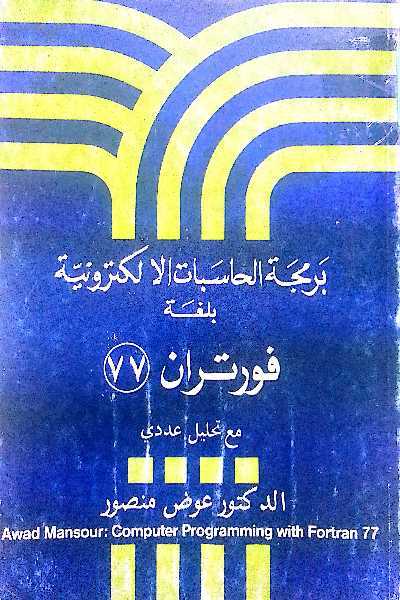 برمجة الحاسبات الالكترونية
بلغة
فورتران ٧٧
مع تحليل عددي
الدكتور عوض منصور
Awad Mansour: Computer Programming with Fortran 77